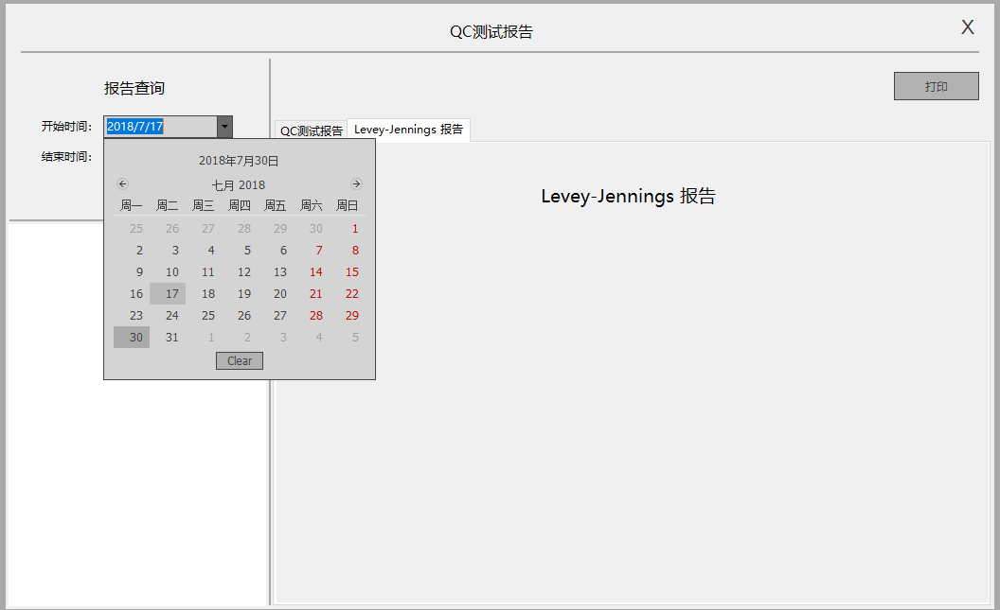 QC测试报告
X
报告查询
打印
开始时间: 2018/7/17
结束时间:
QC测试报告 Levey-Jennings 报告
Levey-Jennings 报告
2018年7月30日
七月 2018
周一 周二 周三 周四 周五 周六 周日
25 26 27 28 29 30 1
2 3 4 5 6 7 8
9 10 11 12 13 14 15
16 17 18 19 20 21 22
23 24 25 26 27 28 29
30 31 1 2 3 4 5
Clear